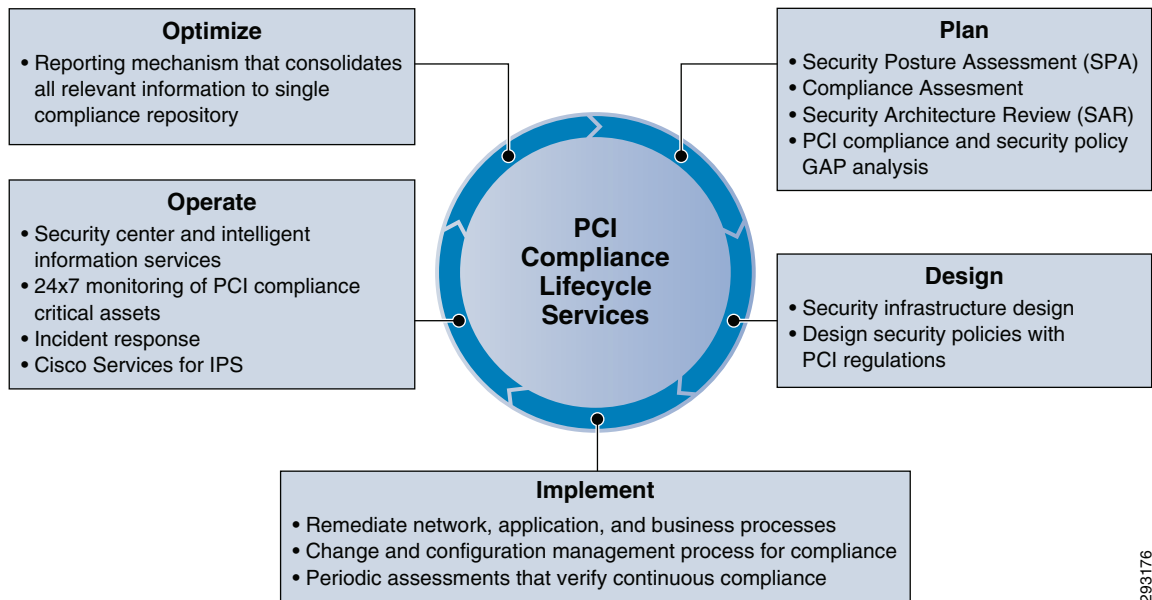 Optimize
• Reporting mechanism that consolidates
all relevant information to single
compliance repository
Plan
• Security Posture Assessment (SPA)
• Compliance Assesment
• Security Architecture Review (SAR)
• PCI compliance and security policy
GAP analysis
Operate
• Security center and intelligent
information services
• 24x7 monitoring of PCI compliance
critical assets
• Incident response
• Cisco Services for IPS
PCI
Compliance
Lifecycle
Services
Design
• Security infrastructure design
• Design security policies with
PCI regulations
Implement
• Remediate network, application, and business processes
• Change and configuration management process for compliance
• Periodic assessments that verify continuous compliance
293176